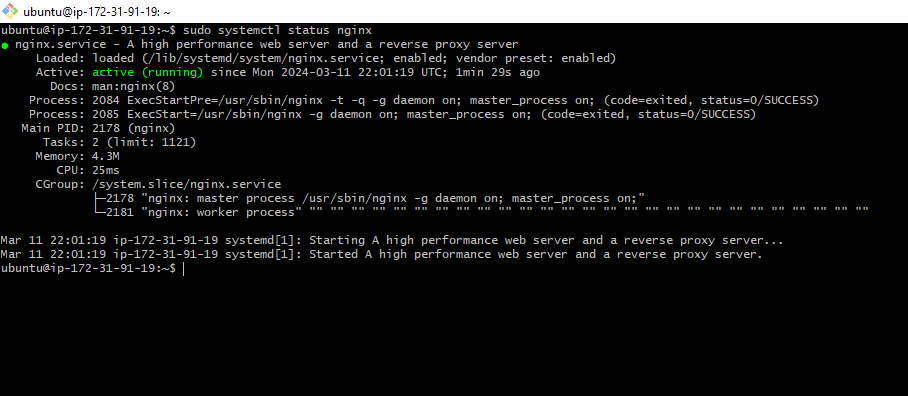 ubuntu@ip-172-31-91-19: ~
ubuntu@ip-172-31-91-19:~$ sudo systemctl status nginx
● nginx.service - A high performance web server and a reverse proxy server
     Loaded: loaded (/lib/systemd/system/nginx.service; enabled; vendor preset: enabled)
     Active: active (running) since Mon 2024-03-11 22:01:19 UTC; 1min 29s ago
       Docs: man:nginx(8)
    Process: 2084 ExecStartPre=/usr/sbin/nginx -t -q -g daemon on; master_process on; (code=exited, status=0/SUCCESS)
    Process: 2085 ExecStart=/usr/sbin/nginx -g daemon on; master_process on; (code=exited, status=0/SUCCESS)
   Main PID: 2178 (nginx)
      Tasks: 2 (limit: 1121)
     Memory: 4.3M
        CPU: 25ms
     CGroup: /system.slice/nginx.service
             ├─2178 "nginx: master process /usr/sbin/nginx -g daemon on; master_process on;"
             └─2181 "nginx: worker process" "" "" "" "" "" "" "" "" "" "" "" "" "" "" "" "" "" "" "" "" "" "" "" "" "" "" ""

Mar 11 22:01:19 ip-172-31-91-19 systemd[1]: Starting A high performance web server and a reverse proxy server...
Mar 11 22:01:19 ip-172-31-91-19 systemd[1]: Started A high performance web server and a reverse proxy server.
ubuntu@ip-172-31-91-19:~$